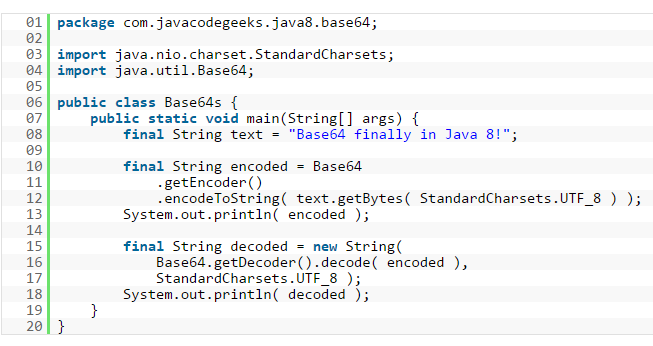 01 package com.javacodegeeks.java8.base64;
02
03 import java.nio.charset.StandardCharsets;
04 import java.util.Base64;
05
06 public class Base64s {
07     public static void main(String[] args) {
08         final String text = "Base64 finally in Java 8!";
09
10         final String encoded = Base64
11             .getEncoder()
12             .encodeToString( text.getBytes( StandardCharsets.UTF_8 ) );
13         System.out.println( encoded );
14
15         final String decoded = new String(
16             Base64.getDecoder().decode( encoded ),
17             StandardCharsets.UTF_8 );
18         System.out.println( decoded );
19     }
20 }